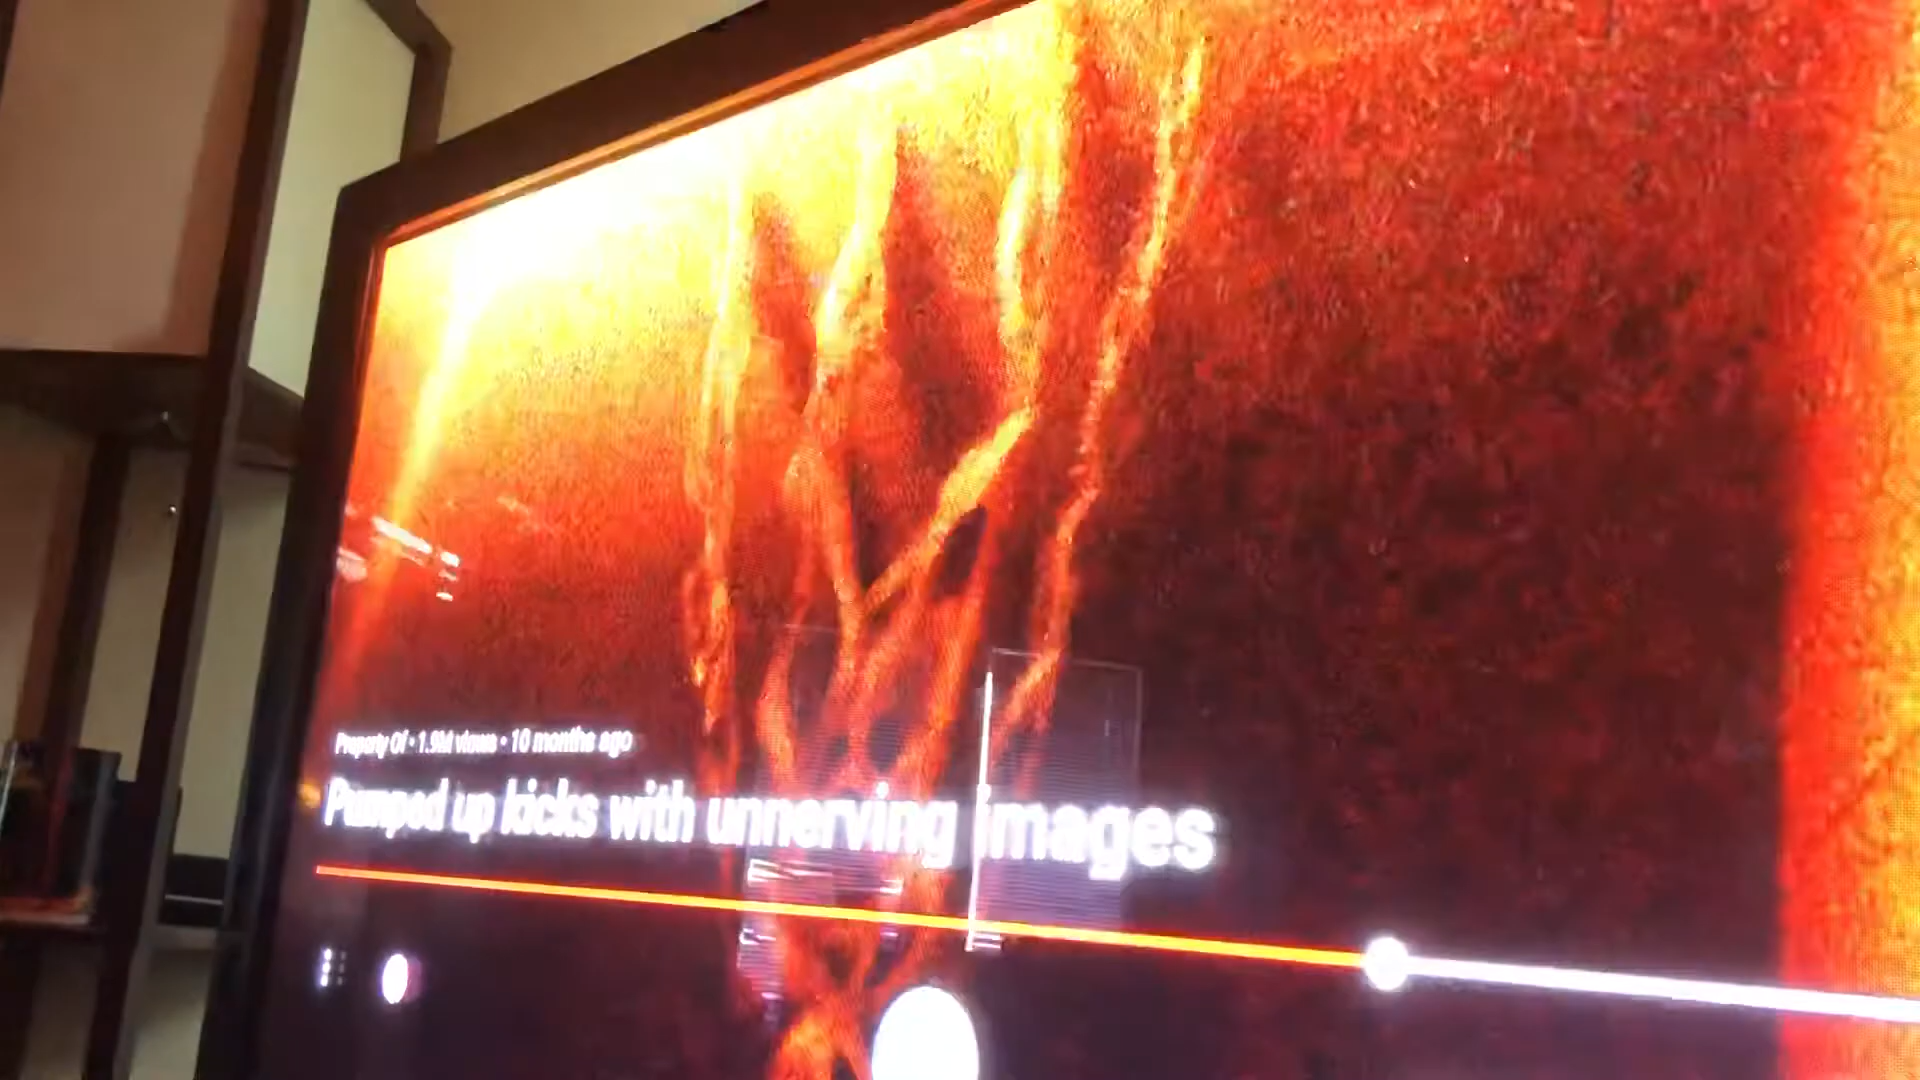 Property Of • 1.9M views • 10 months ago
Pumped up kicks with unnerving images